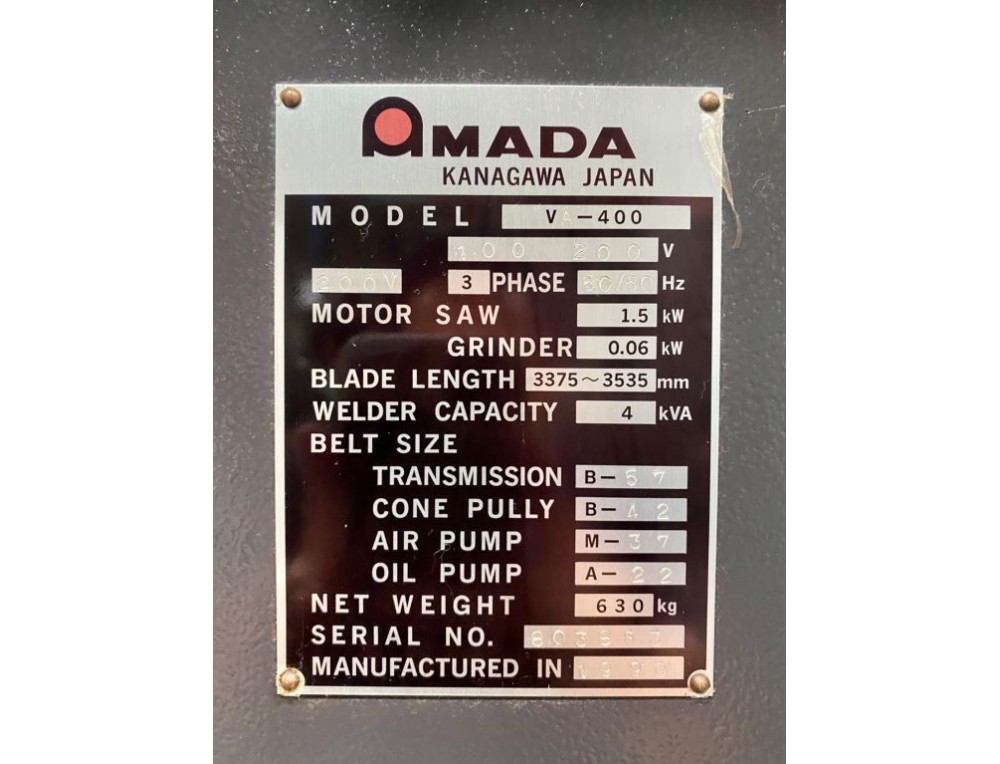 AMADA
KANAGAWA JAPAN
MODEL VA-400
100 200 V
200V 3 PHASE 50/60 Hz
MOTOR SAW 1.5 kW
GRINDER 0.06 kW
BLADE LENGTH 3375~3535 mm
WELDER CAPACITY 4 kVA
BELT SIZE
TRANSMISSION B-57
CONE PULLY B-42
AIR PUMP M-37
OIL PUMP A-22
NET WEIGHT 630 kg
SERIAL NO.
MANUFACTURED IN 1990